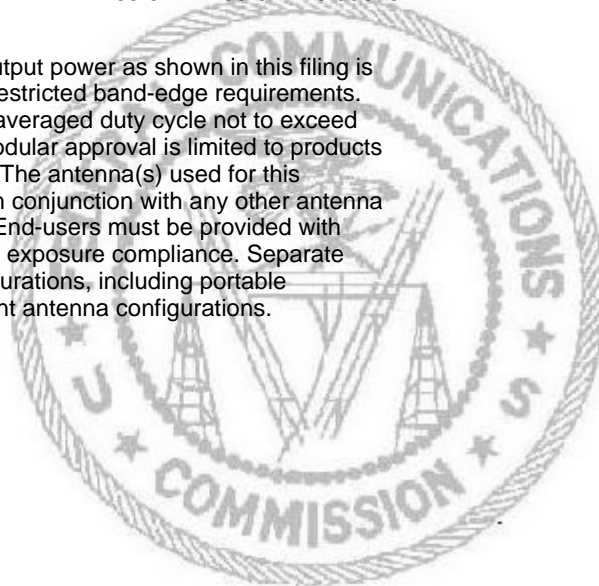 utput power as shown in this filing is
estricted band-edge requirements.
averaged duty cycle not to exceed
odular approval is limited to products
The antenna(s) used for this
n conjunction with any other antenna
End-users must be provided with
exposure compliance. Separate
urations, including portable
nt antenna configurations.
FEDERAL COMMUNICATIONS
U ★ S
COMMISSION